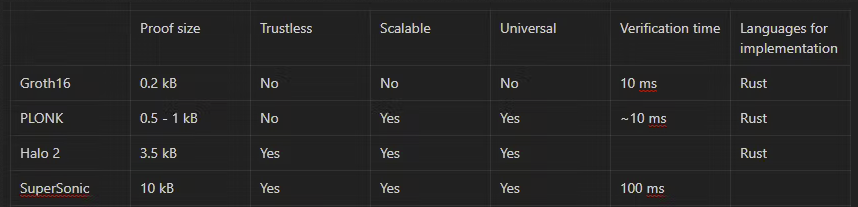 Proof size Trustless Scalable Universal Verification time Languages for
implementation
Groth16 0.2 kB No No No 10 ms Rust
PLONK 0.5 - 1 kB No Yes Yes ~10 ms Rust
Halo 2 3.5 kB Yes Yes Yes Rust
SuperSonic 10 kB Yes Yes Yes 100 ms